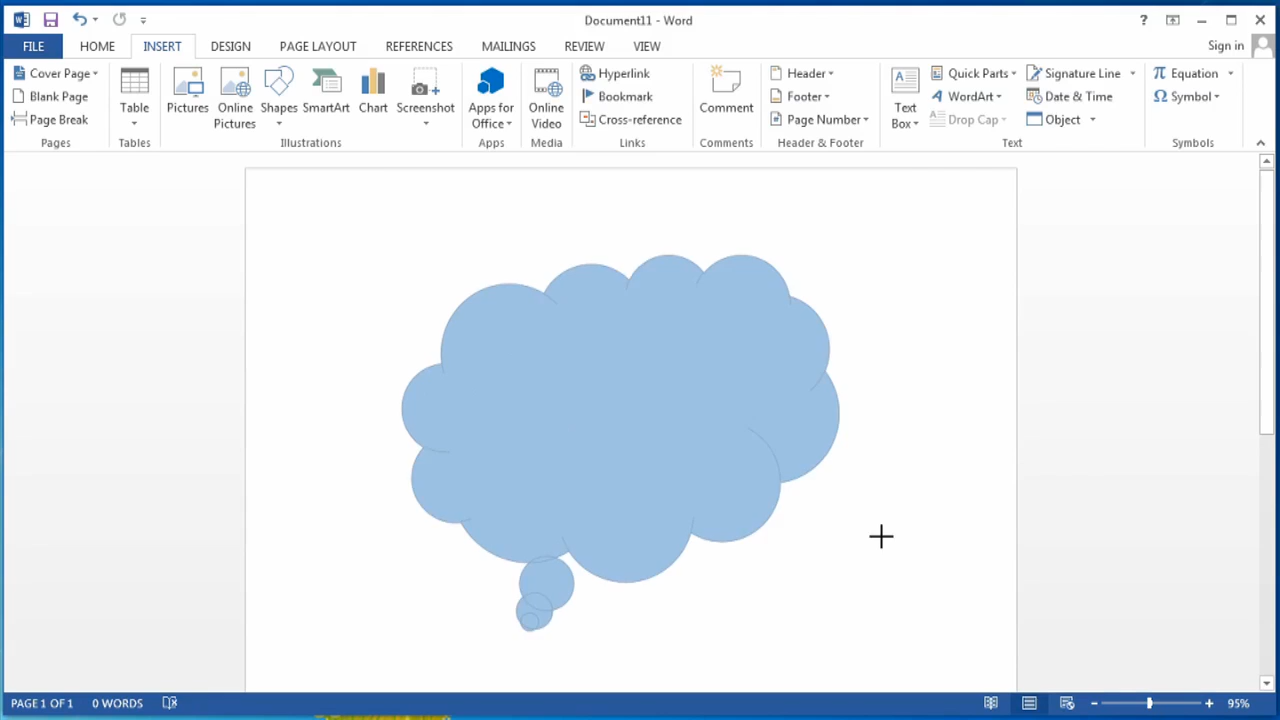 Document11 - Word
?
FILE HOME INSERT DESIGN PAGE LAYOUT REFERENCES MAILINGS REVIEW VIEW Sign in
Cover Page
Blank Page
Page Break
Pages
Table
Tables
Pictures
Online
Pictures
Shapes
SmartArt
Chart
Screenshot
Illustrations
Apps for
Office
Apps
Online
Video
Media
Hyperlink
Bookmark
Cross-reference
Links
Comment
Comments
Header
Footer
Page Number
Header & Footer
Text
Box
Quick Parts
WordArt
Drop Cap
Signature Line
Date & Time
Object
Text
Equation
Symbol
Symbols
PAGE 1 OF 1 0 WORDS 95%